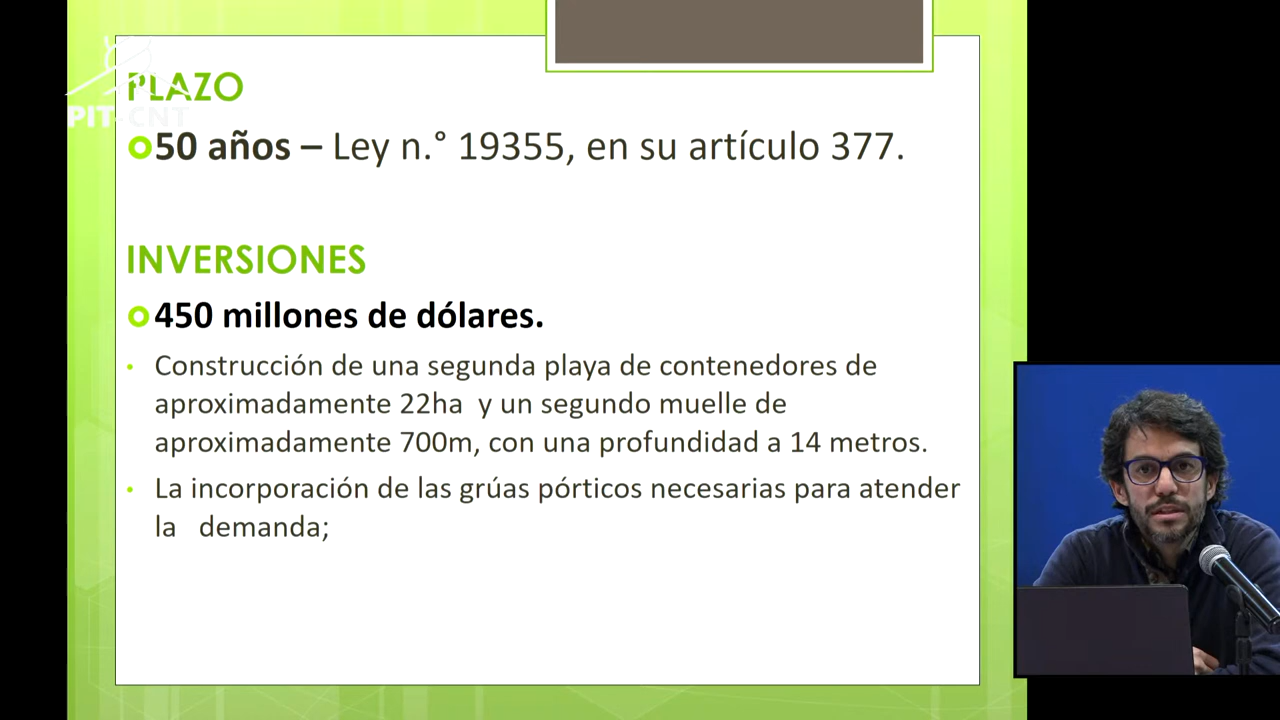 PLAZO
PIT-CNT
50 años – Ley n.° 19355, en su artículo 377.
INVERSIONES
450 millones de dólares.
Construcción de una segunda playa de contenedores de
aproximadamente 22ha y un segundo muelle de
aproximadamente 700m, con una profundidad a 14 metros.
La incorporación de las grúas pórticos necesarias para atender
la demanda;